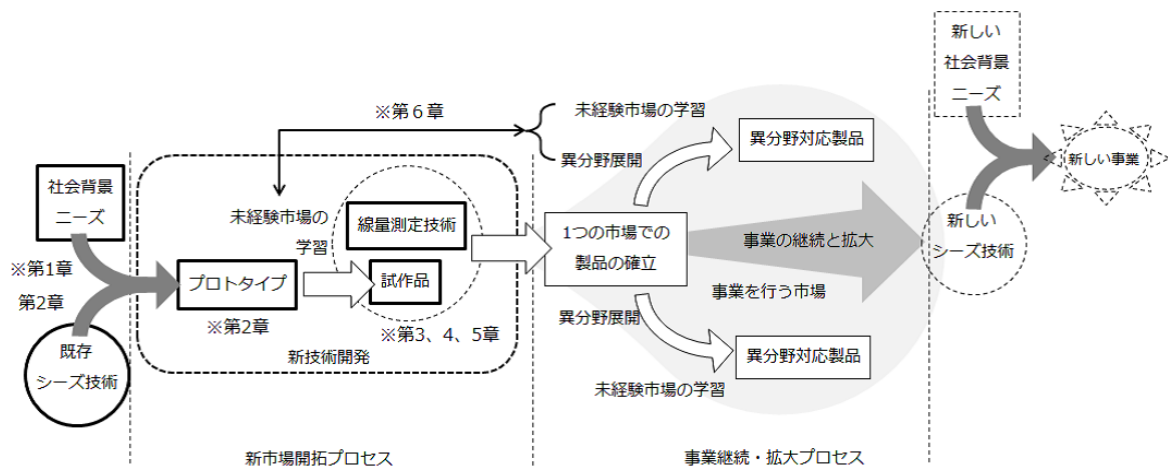 社会背景
ニーズ
※第1章
第2章
既存
シーズ技術
プロトタイプ
※第2章
未経験市場の
学習
線量測定技術
試作品
※第3、4、5章
新技術開発
※第６章
未経験市場の学習
異分野展開
1つの市場での
製品の確立
異分野対応製品
事業の継続と拡大
事業を行う市場
異分野展開
異分野対応製品
未経験市場の学習
新しい
社会背景
ニーズ
新しい
シーズ技術
新しい事業
新市場開拓プロセス
事業継続・拡大プロセス